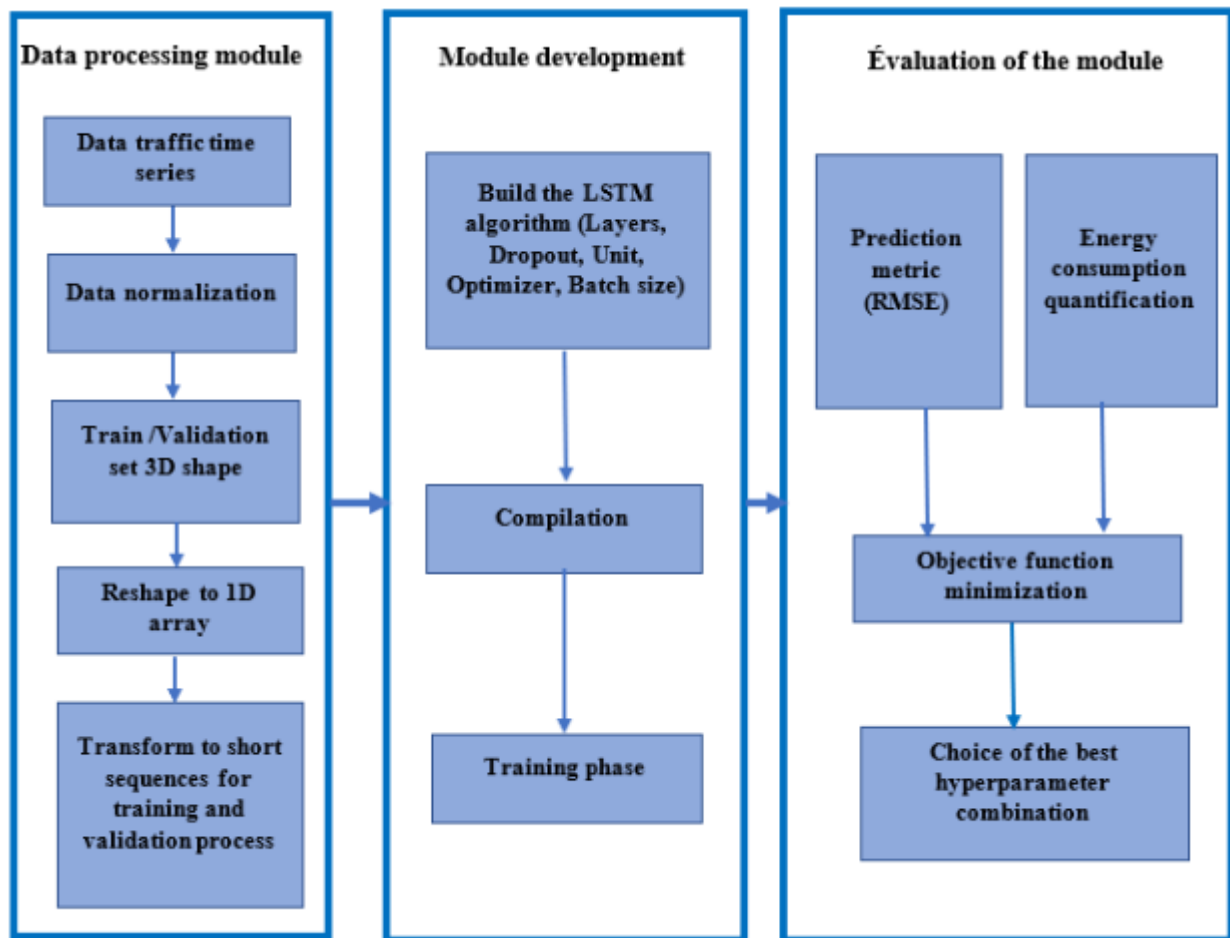 Data processing module
Data traffic time
series
Data normalization
Train /Validation
set 3D shape
Reshape to 1D
array
Transform to short
sequences for
training and
validation process
Module development
Build the LSTM
algorithm (Layers,
Dropout, Unit,
Optimizer, Batch size)
Compilation
Training phase
Évaluation of the module
Prediction
metric
(RMSE)
Energy
consumption
quantification
Objective function
minimization
Choice of the best
hyperparameter
combination